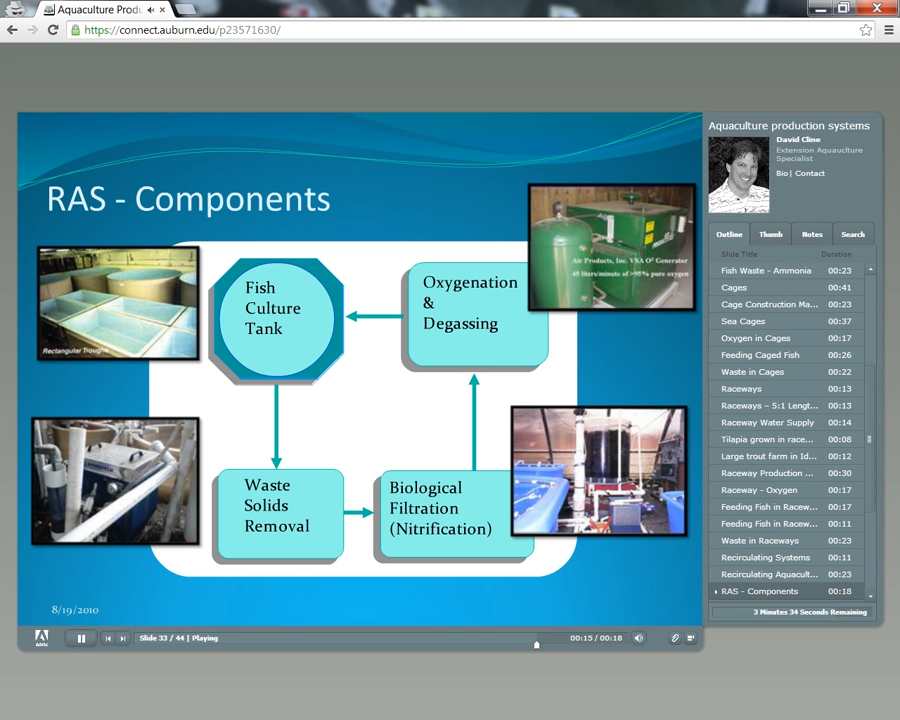 Aquaculture Produ
https://connect.auburn.edu/p23571630/
RAS - Components
Rectangular Troughs
Fish
Culture
Tank
Oxygenation
&
Degassing
Air Products, Inc. VSA O² Generator
45 liters/minute of >95% pure oxygen
Waste
Solids
Removal
Biological
Filtration
(Nitrification)
8/19/2010
Adobe
Slide 33 / 44 | Playing
00:15 / 00:18
Aquaculture production systems
David Cline
Extension Aquauclture
Specialist
Bio | Contact
Outline Thumb Notes Search
Slide Title Duration
Fish Waste - Ammonia 00:23
Cages 00:41
Cage Construction Ma... 00:23
Sea Cages 00:37
Oxygen in Cages 00:17
Feeding Caged Fish 00:26
Waste in Cages 00:22
Raceways 00:13
Raceways – 5:1 Lengt... 00:13
Raceway Water Supply 00:14
Tilapia grown in race... 00:08
Large trout farm in Id... 00:12
Raceway Production ... 00:30
Raceway - Oxygen 00:17
Feeding Fish in Racew... 00:17
Feeding Fish in Racew... 00:11
Waste in Raceways 00:23
Recirculating Systems 00:11
Recirculating Aquacult... 00:23
RAS - Components 00:18
3 Minutes 34 Seconds Remaining